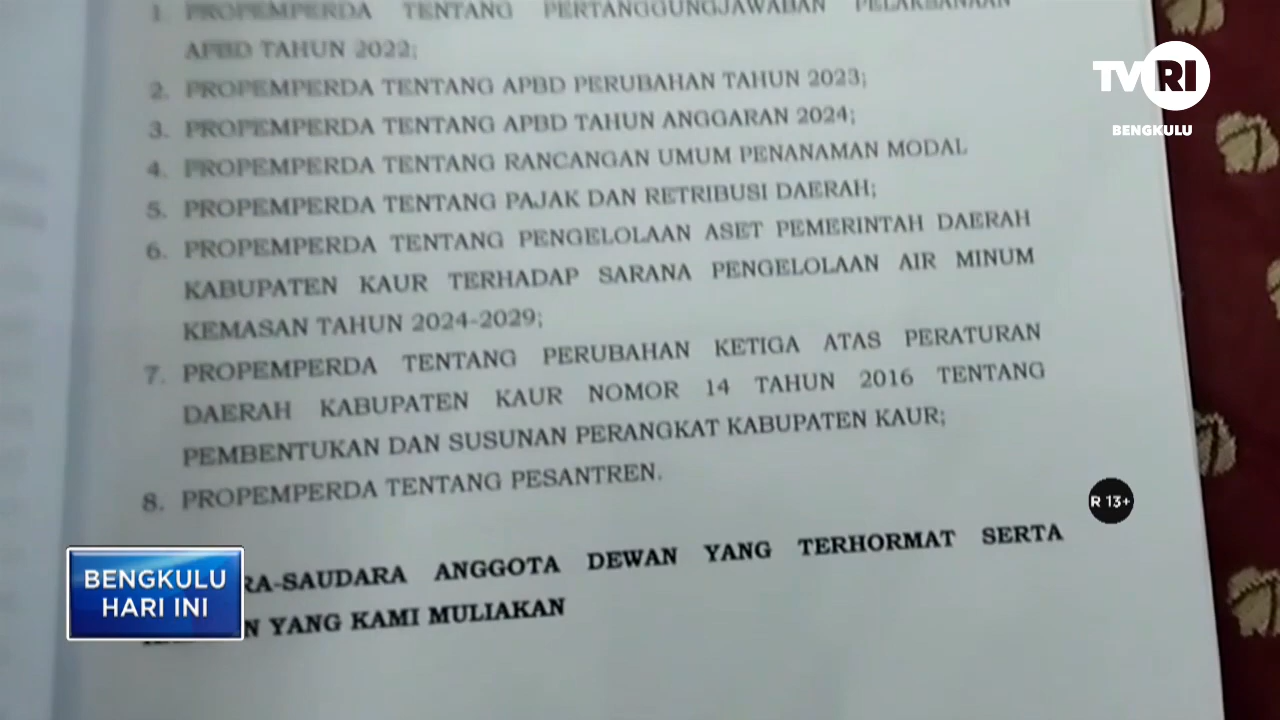 1. PROPEMPERDA TENTANG PERTANGGUNGJAWABAN PELAKSANAAN
APBD TAHUN 2022;
2. PROPEMPERDA TENTANG APBD PERUBAHAN TAHUN 2023;
3. PROPEMPERDA TENTANG APBD TAHUN ANGGARAN 2024;
4. PROPEMPERDA TENTANG RANCANGAN UMUM PENANAMAN MODAL
5. PROPEMPERDA TENTANG PAJAK DAN RETRIBUSI DAERAH;
6. PROPEMPERDA TENTANG PENGELOLAAN ASET PEMERINTAH DAERAH
KABUPATEN KAUR TERHADAP SARANA PENGELOLAAN AIR MINUM
KEMASAN TAHUN 2024-2029;
7. PROPEMPERDA TENTANG PERUBAHAN KETIGA ATAS PERATURAN
DAERAH KABUPATEN KAUR NOMOR 14 TAHUN 2016 TENTANG
PEMBENTUKAN DAN SUSUNAN PERANGKAT KABUPATEN KAUR;
8. PROPEMPERDA TENTANG PESANTREN.
RA-SAUDARA ANGGOTA DEWAN YANG TERHORMAT SERTA
YANG KAMI MULIAKAN
TVRI
BENGKULU
R 13+
BENGKULU
HARI INI